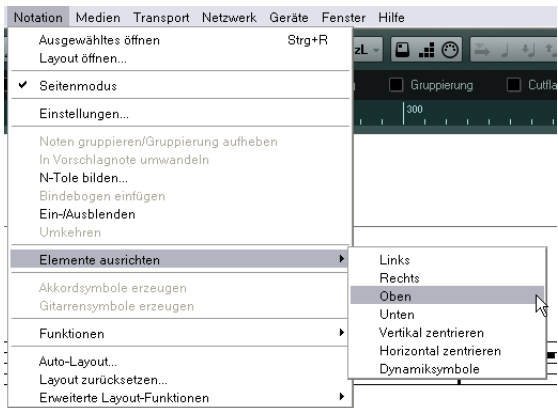 Notation Medien Transport Netzwerk Geräte Fenster Hilfe
Ausgewähltes öffnen Strg+R
Layout öffnen...
Seitenmodus
Einstellungen...
Noten gruppieren/Gruppierung aufheben
In Vorschlagnote umwandeln
N-Tole bilden...
Bindebogen einfügen
Ein-/Ausblenden
Umkehren
Elemente ausrichten
Akkordsymbole erzeugen
Gitarrensymbole erzeugen
Funktionen
Auto-Layout...
Layout zurücksetzen...
Erweiterte Layout-Funktionen
Links
Rechts
Oben
Unten
Vertikal zentrieren
Horizontal zentrieren
Dynamiksymbole
zL
Gruppierung Cutfla
300